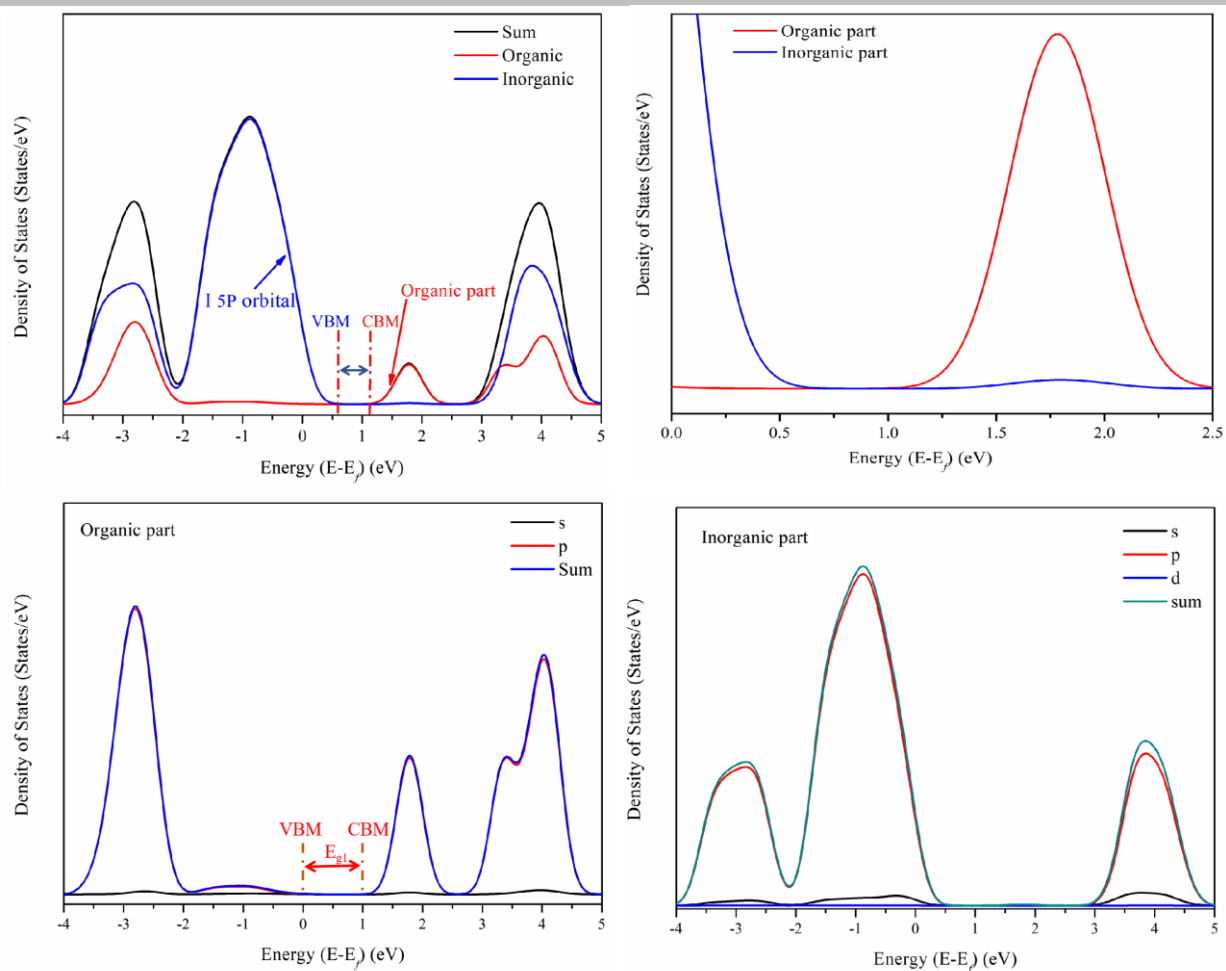 Sum
Organic
Inorganic
I 5P orbital
VBM
CBM
Organic part
Density of States (States/eV)
-4 -3 -2 -1 0 1 2 3 4 5
Energy (E-Ef) (eV)
Organic part
Inorganic part
Density of States (States/eV)
0.0 0.5 1.0 1.5 2.0 2.5
Energy (E-Ef) (eV)
Organic part
s
p
Sum
VBM
CBM
Eg1
Density of States (States/eV)
-4 -3 -2 -1 0 1 2 3 4 5
Energy (E-Ef) (eV)
Inorganic part
s
p
d
sum
Density of States (States/eV)
-4 -3 -2 -1 0 1 2 3 4 5
Energy (E-Ef) (eV)